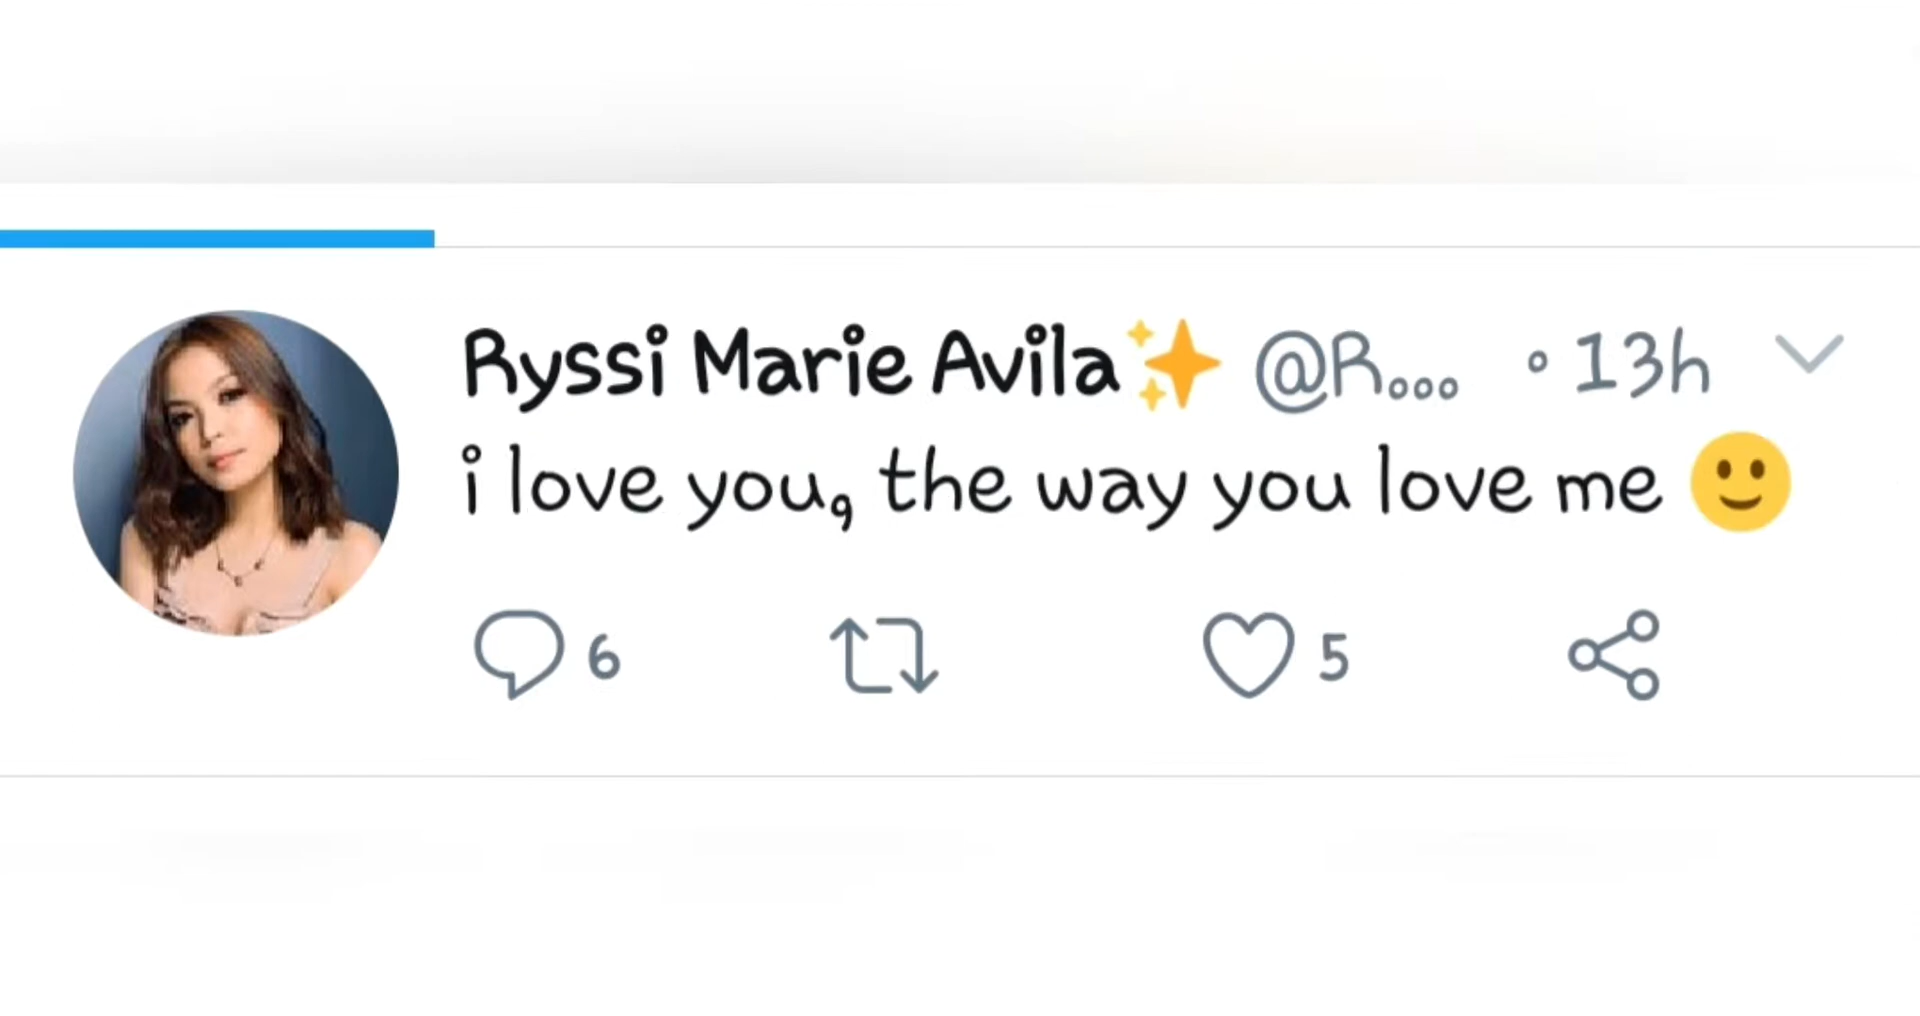 Ryssi Marie Avila✨ @R... • 13h
i love you, the way you love me 🙂
6 5